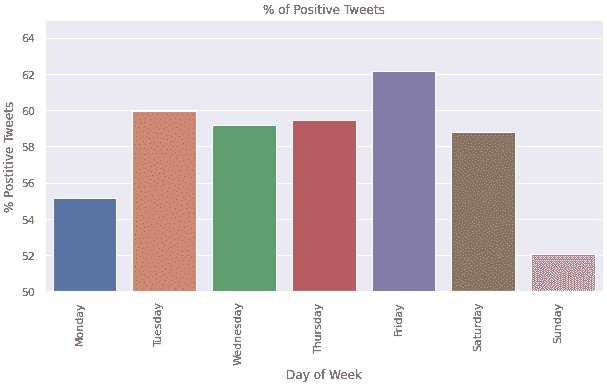 % of Positive Tweets
% Postitive Tweets
64
62
60
58
56
54
52
50
Monday
Tuesday
Wednesday
Thursday
Friday
Saturday
Sunday
Day of Week